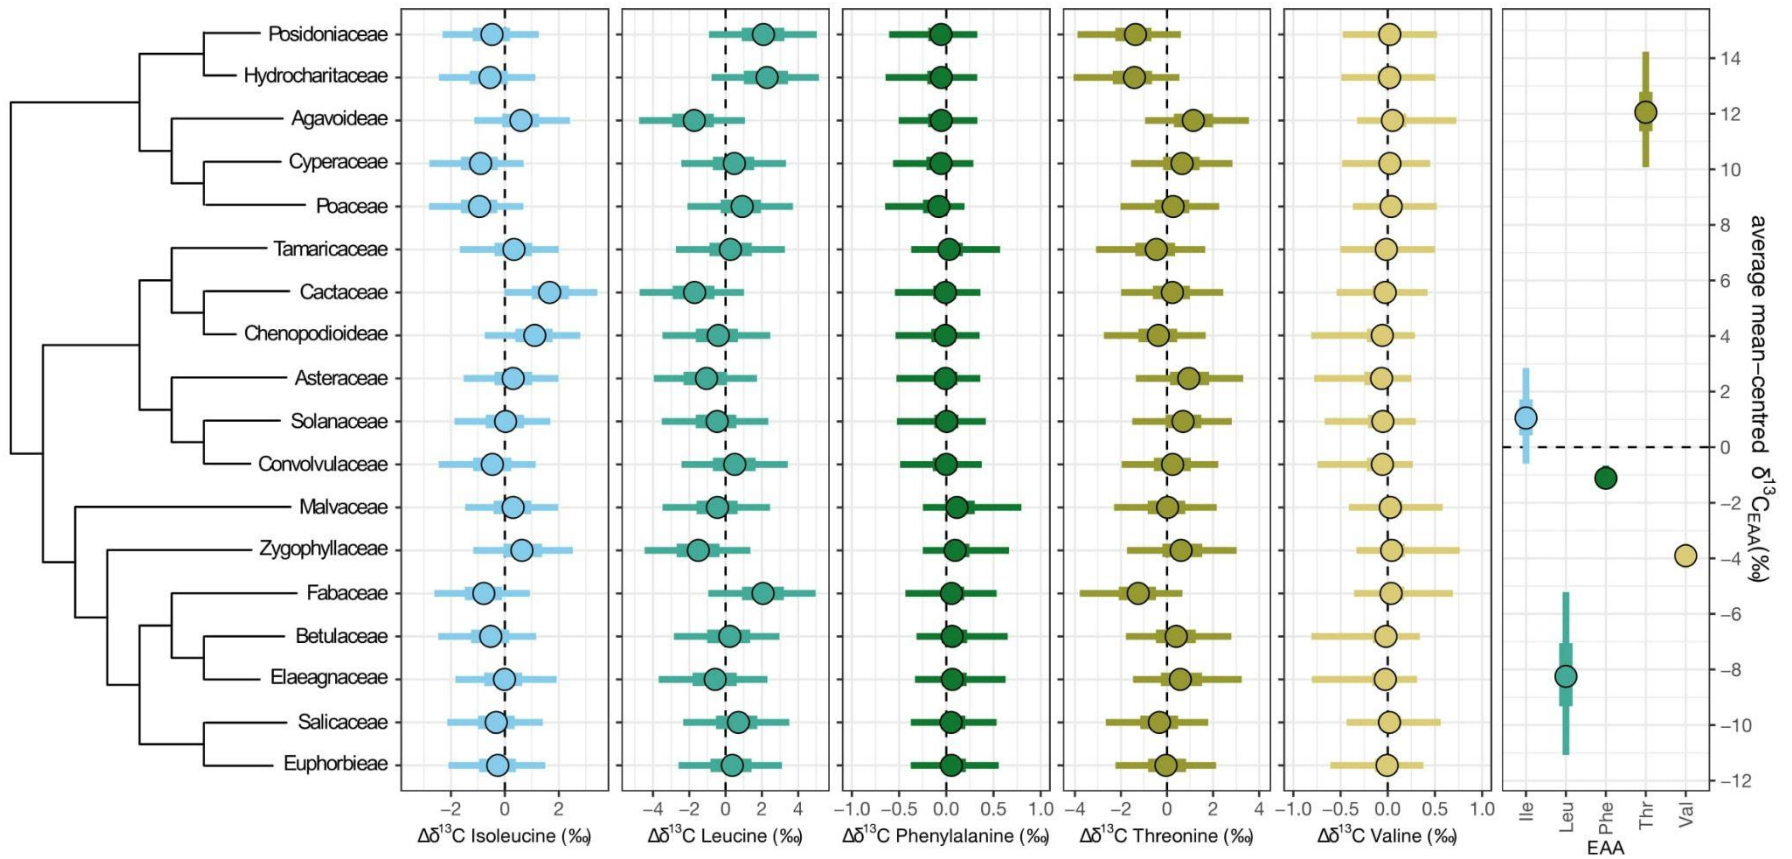 Posidoniaceae
Hydrocharitaceae
Agavoideae
Cyperaceae
Poaceae
Tamaricaceae
Cactaceae
Chenopodioideae
Asteraceae
Solanaceae
Convolvulaceae
Malvaceae
Zygophyllaceae
Fabaceae
Betulaceae
Elaeagnaceae
Salicaceae
Euphorbieae
−2 0 2
Δδ¹³C Isoleucine (‰)
−4 −2 0 2 4
Δδ¹³C Leucine (‰)
−1.0 −0.5 0.0 0.5 1.0
Δδ¹³C Phenylalanine (‰)
−4 −2 0 2 4
Δδ¹³C Threonine (‰)
−1.0 −0.5 0.0 0.5 1.0
Δδ¹³C Valine (‰)
Ile Leu Phe Thr Val
EAA
14
12
10
8
6
4
2
0
−2
−4
−6
−8
−10
−12
average mean−centred δ¹³C_EAA(‰)